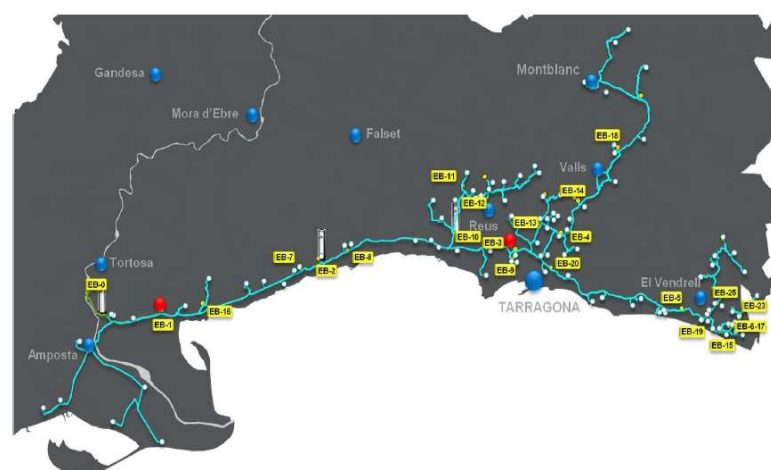 Gandesa
Montblanc
Mora d'Ebre
Falset
EB-18
Valls
EB-11
EB-14
EB-12
Reus
EB-13
EB-10
EB-3
EB-4
Tortosa
EB-7
EB-8
EB-9
EB-20
EB-2
EB-0
El Vendrell
TARRAGONA
EB-5
EB-25
EB-23
EB-16
EB-1
EB-19
EB-6-17
EB-15
Amposta